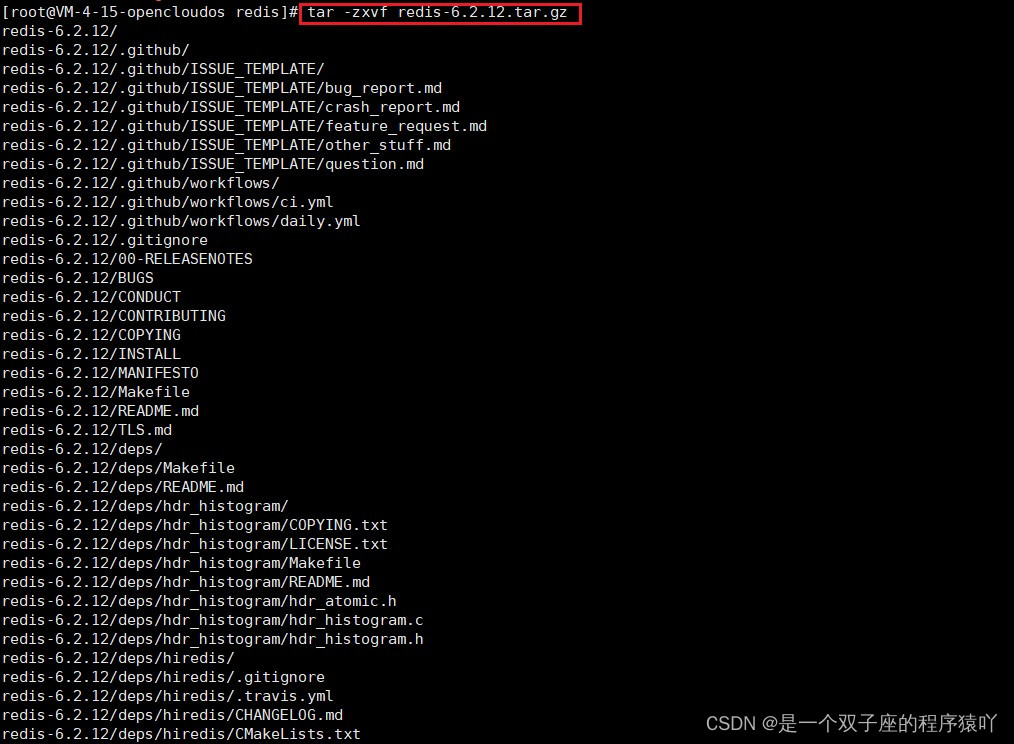 [root@VM-4-15-opencloudos redis]# tar -zxvf redis-6.2.12.tar.gz
redis-6.2.12/
redis-6.2.12/.github/
redis-6.2.12/.github/ISSUE_TEMPLATE/
redis-6.2.12/.github/ISSUE_TEMPLATE/bug_report.md
redis-6.2.12/.github/ISSUE_TEMPLATE/crash_report.md
redis-6.2.12/.github/ISSUE_TEMPLATE/feature_request.md
redis-6.2.12/.github/ISSUE_TEMPLATE/other_stuff.md
redis-6.2.12/.github/ISSUE_TEMPLATE/question.md
redis-6.2.12/.github/workflows/
redis-6.2.12/.github/workflows/ci.yml
redis-6.2.12/.github/workflows/daily.yml
redis-6.2.12/.gitignore
redis-6.2.12/00-RELEASENOTES
redis-6.2.12/BUGS
redis-6.2.12/CONDUCT
redis-6.2.12/CONTRIBUTING
redis-6.2.12/COPYING
redis-6.2.12/INSTALL
redis-6.2.12/MANIFESTO
redis-6.2.12/Makefile
redis-6.2.12/README.md
redis-6.2.12/TLS.md
redis-6.2.12/deps/
redis-6.2.12/deps/Makefile
redis-6.2.12/deps/README.md
redis-6.2.12/deps/hdr_histogram/
redis-6.2.12/deps/hdr_histogram/COPYING.txt
redis-6.2.12/deps/hdr_histogram/LICENSE.txt
redis-6.2.12/deps/hdr_histogram/Makefile
redis-6.2.12/deps/hdr_histogram/README.md
redis-6.2.12/deps/hdr_histogram/hdr_atomic.h
redis-6.2.12/deps/hdr_histogram/hdr_histogram.c
redis-6.2.12/deps/hdr_histogram/hdr_histogram.h
redis-6.2.12/deps/hiredis/
redis-6.2.12/deps/hiredis/.gitignore
redis-6.2.12/deps/hiredis/.travis.yml
redis-6.2.12/deps/hiredis/CHANGELOG.md
redis-6.2.12/deps/hiredis/CMakeLists.txt
CSDN @是一个双子座的程序猿吖